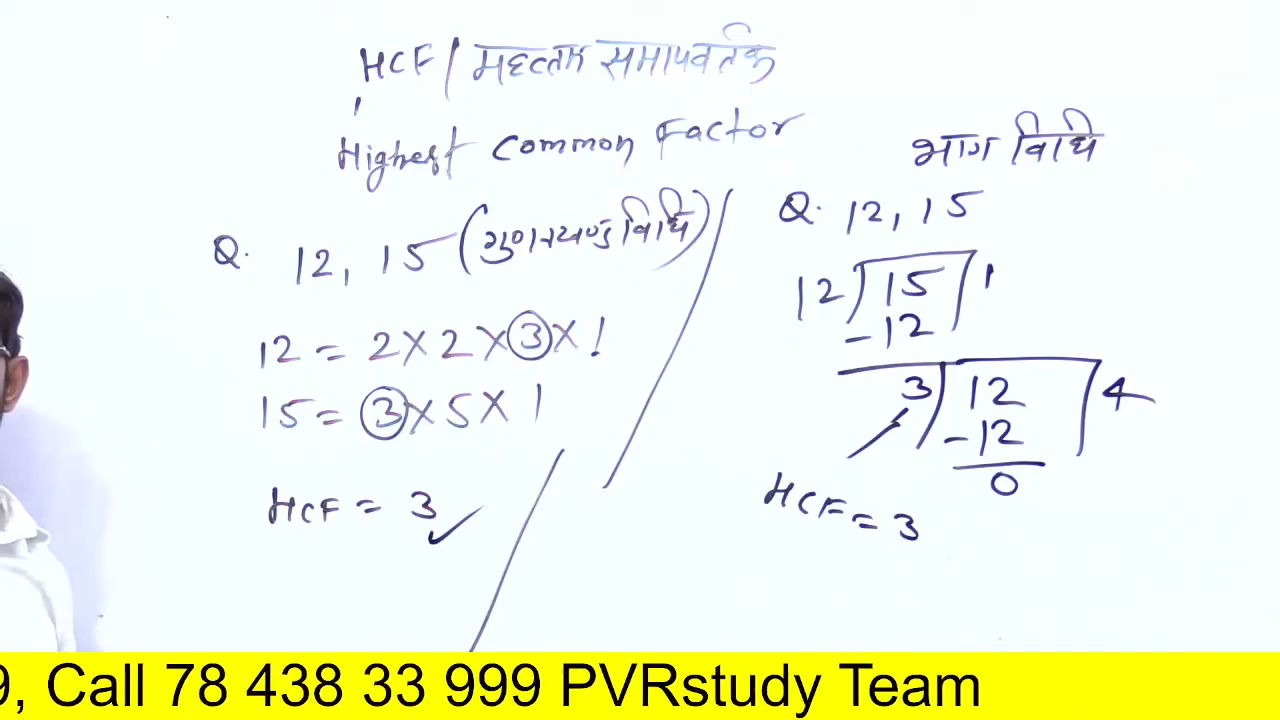 HCF/महत्तम समापवर्तक
Highest Common Factor
Q. 12, 15 (गुणनखण्ड विधि)
12 = 2×2×3×1
15 = 3×5×1
HCF = 3 ✓
भाग विधि
Q. 12, 15
12) 15 (1
-12
3) 12 (4
-12
0
HCF = 3
9, Call 78 438 33 999 PVRstudy Team